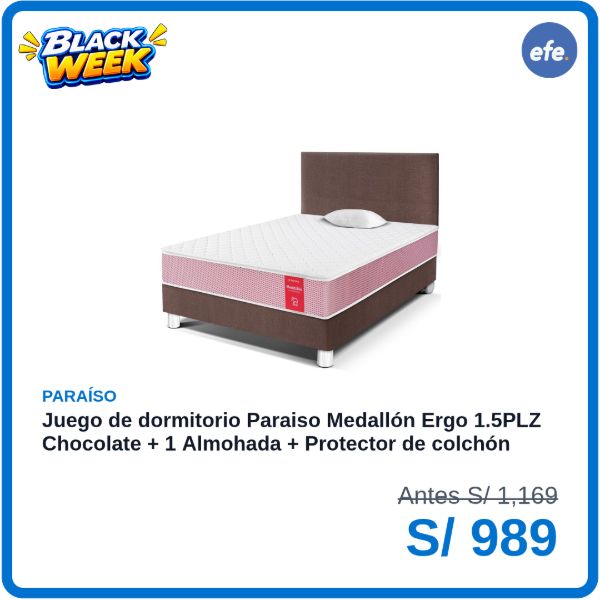 BLACK
WEEK
efe.
PARAÍSO
Juego de dormitorio Paraiso Medallón Ergo 1.5PLZ
Chocolate + 1 Almohada + Protector de colchón
Antes S/ 1,169
S/ 989